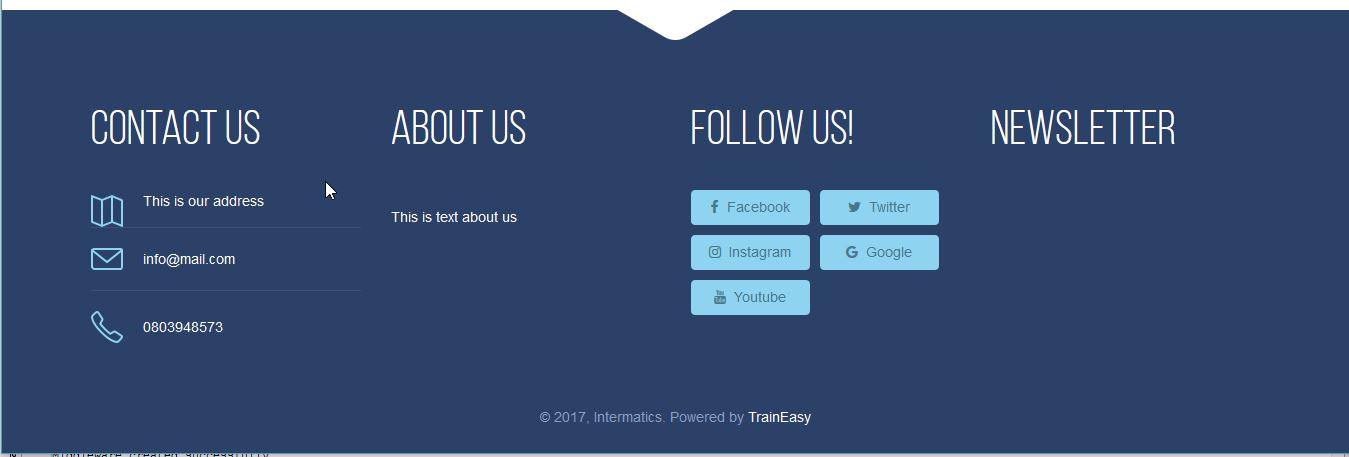 CONTACT US
This is our address
info@mail.com
0803948573
ABOUT US
This is text about us
FOLLOW US!
Facebook
Twitter
Instagram
Google
Youtube
NEWSLETTER
© 2017, Intermatics. Powered by TrainEasy